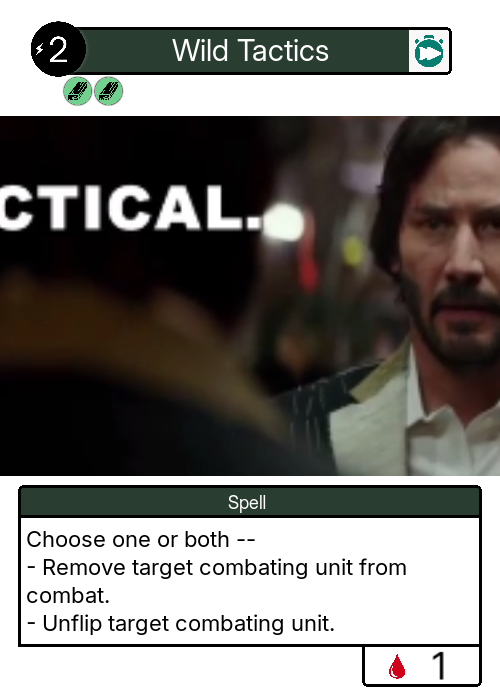 2
Wild Tactics
CTICAL.
Spell
Choose one or both --
- Remove target combating unit from
combat.
- Unflip target combating unit.
1